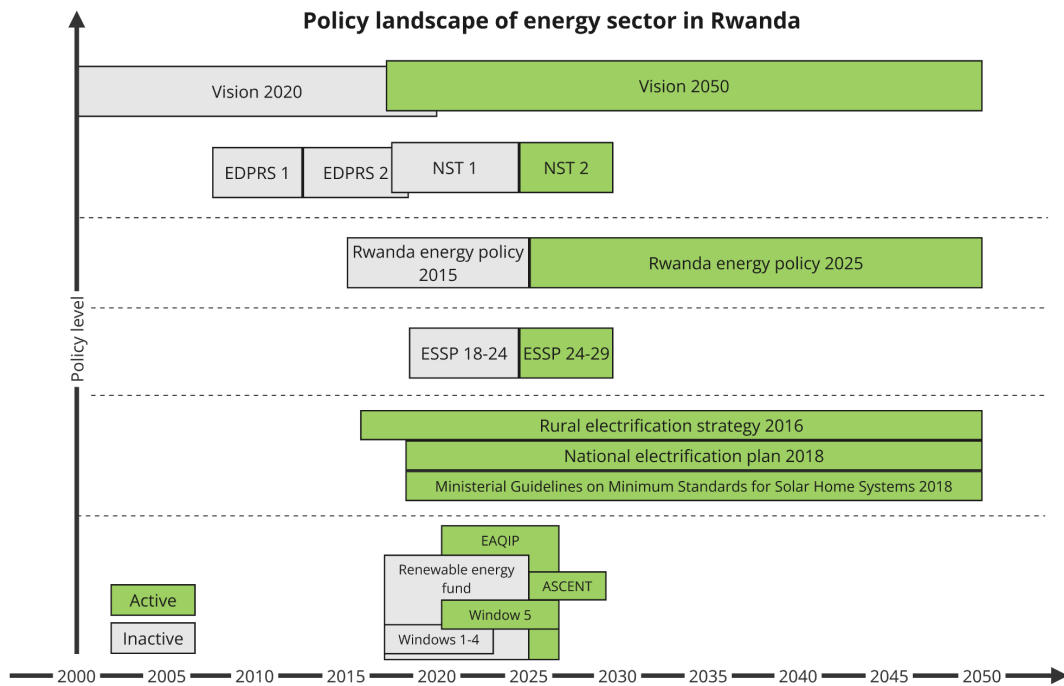 Policy landscape of energy sector in Rwanda
Vision 2020
Vision 2050
EDPRS 1
EDPRS 2
NST 1
NST 2
Rwanda energy policy
2015
Rwanda energy policy 2025
Policy level
ESSP 18-24
ESSP 24-29
Rural electrification strategy 2016
National electrification plan 2018
Ministerial Guidelines on Minimum Standards for Solar Home Systems 2018
EAQIP
Renewable energy
fund
ASCENT
Window 5
Windows 1-4
Active
Inactive
2000 2005 2010 2015 2020 2025 2030 2035 2040 2045 2050